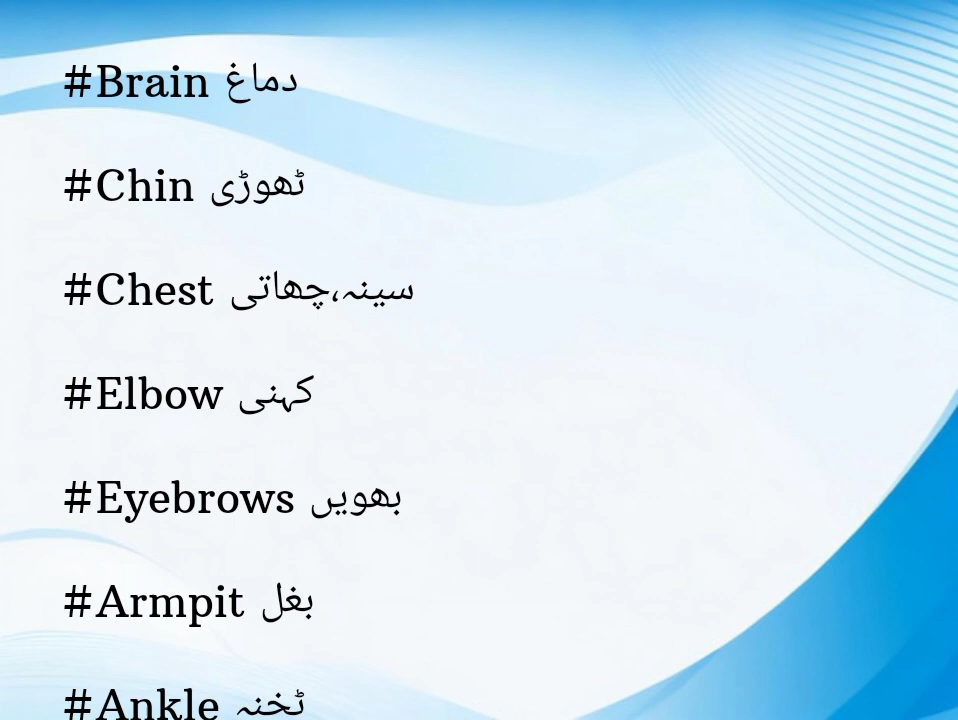 #Brain دماغ
#Chin ٹھوڑی
#Chest سینہ،چھاتی
#Elbow کہنی
#Eyebrows بھویں
#Armpit بغل
#Ankle ٹخنہ